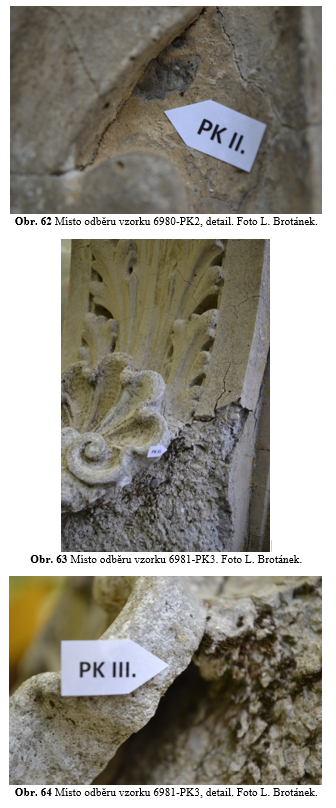 PK II.
Obr. 62 Místo odběru vzorku 6980-PK2, detail. Foto L. Brotánek.
Obr. 63 Místo odběru vzorku 6981-PK3. Foto L. Brotánek.
PK III.
Obr. 64 Místo odběru vzorku 6981-PK3, detail. Foto L. Brotánek.